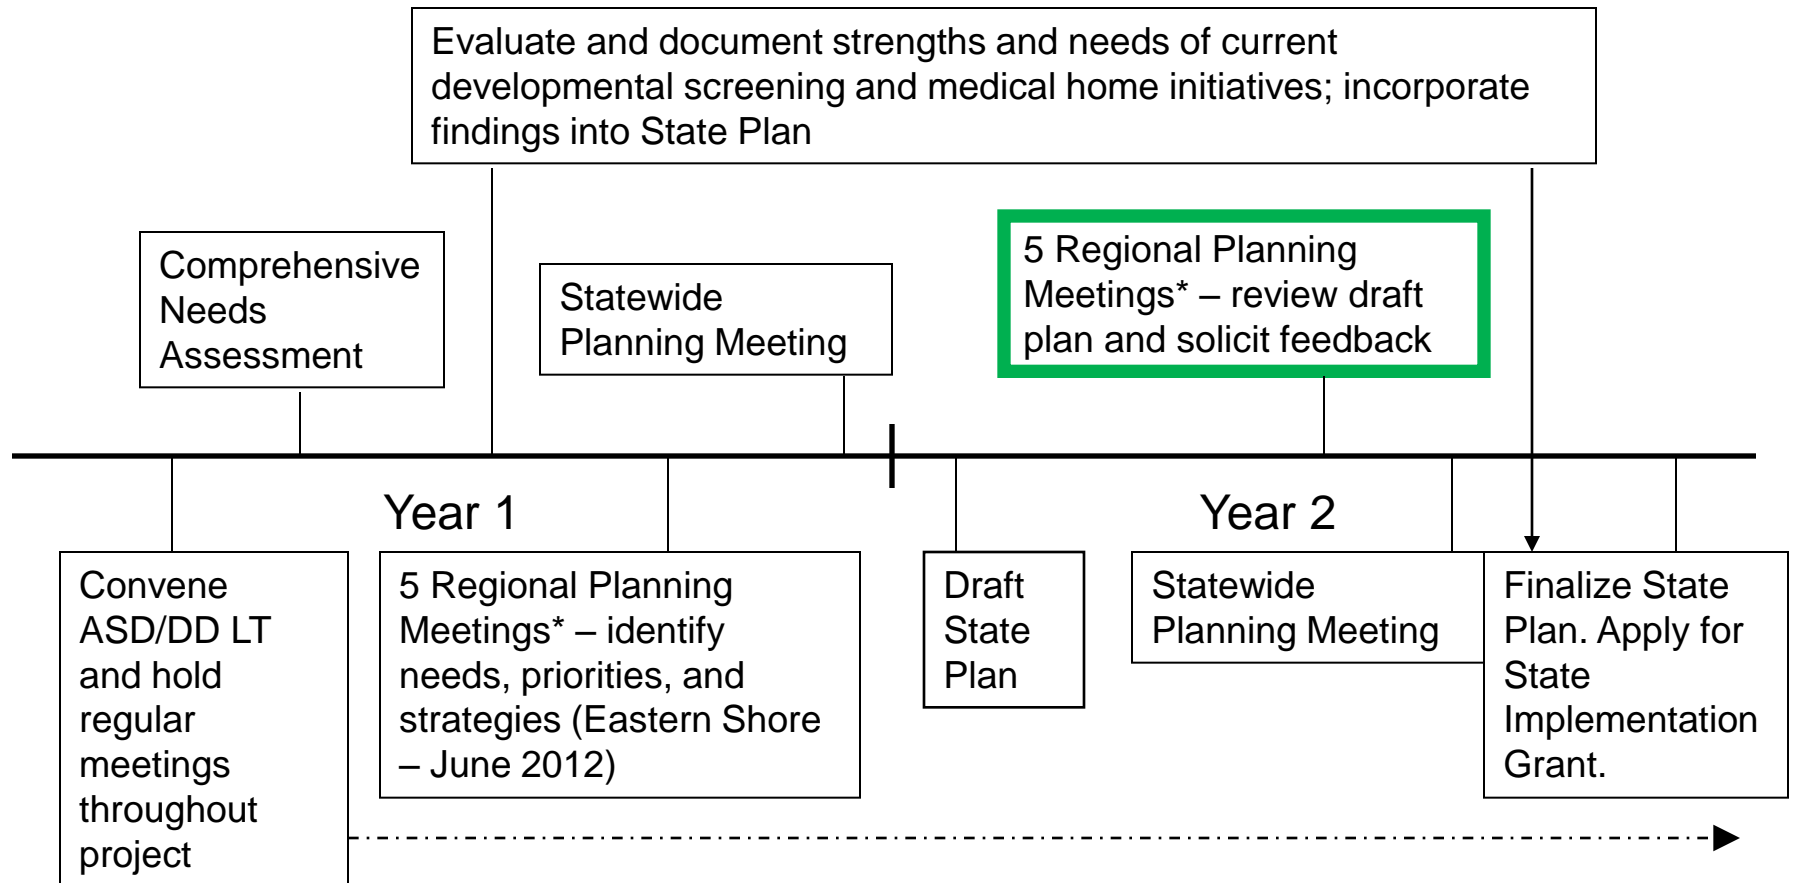 Evaluate and document strengths and needs of current
developmental screening and medical home initiatives; incorporate
findings into State Plan
Comprehensive
Needs
Assessment
Statewide
Planning Meeting
5 Regional Planning
Meetings* – review draft
plan and solicit feedback
Year 1
Year 2
Convene
ASD/DD LT
and hold
regular
meetings
throughout
project
5 Regional Planning
Meetings* – identify
needs, priorities, and
strategies (Eastern Shore
– June 2012)
Draft
State
Plan
Statewide
Planning Meeting
Finalize State
Plan. Apply for
State
Implementation
Grant.